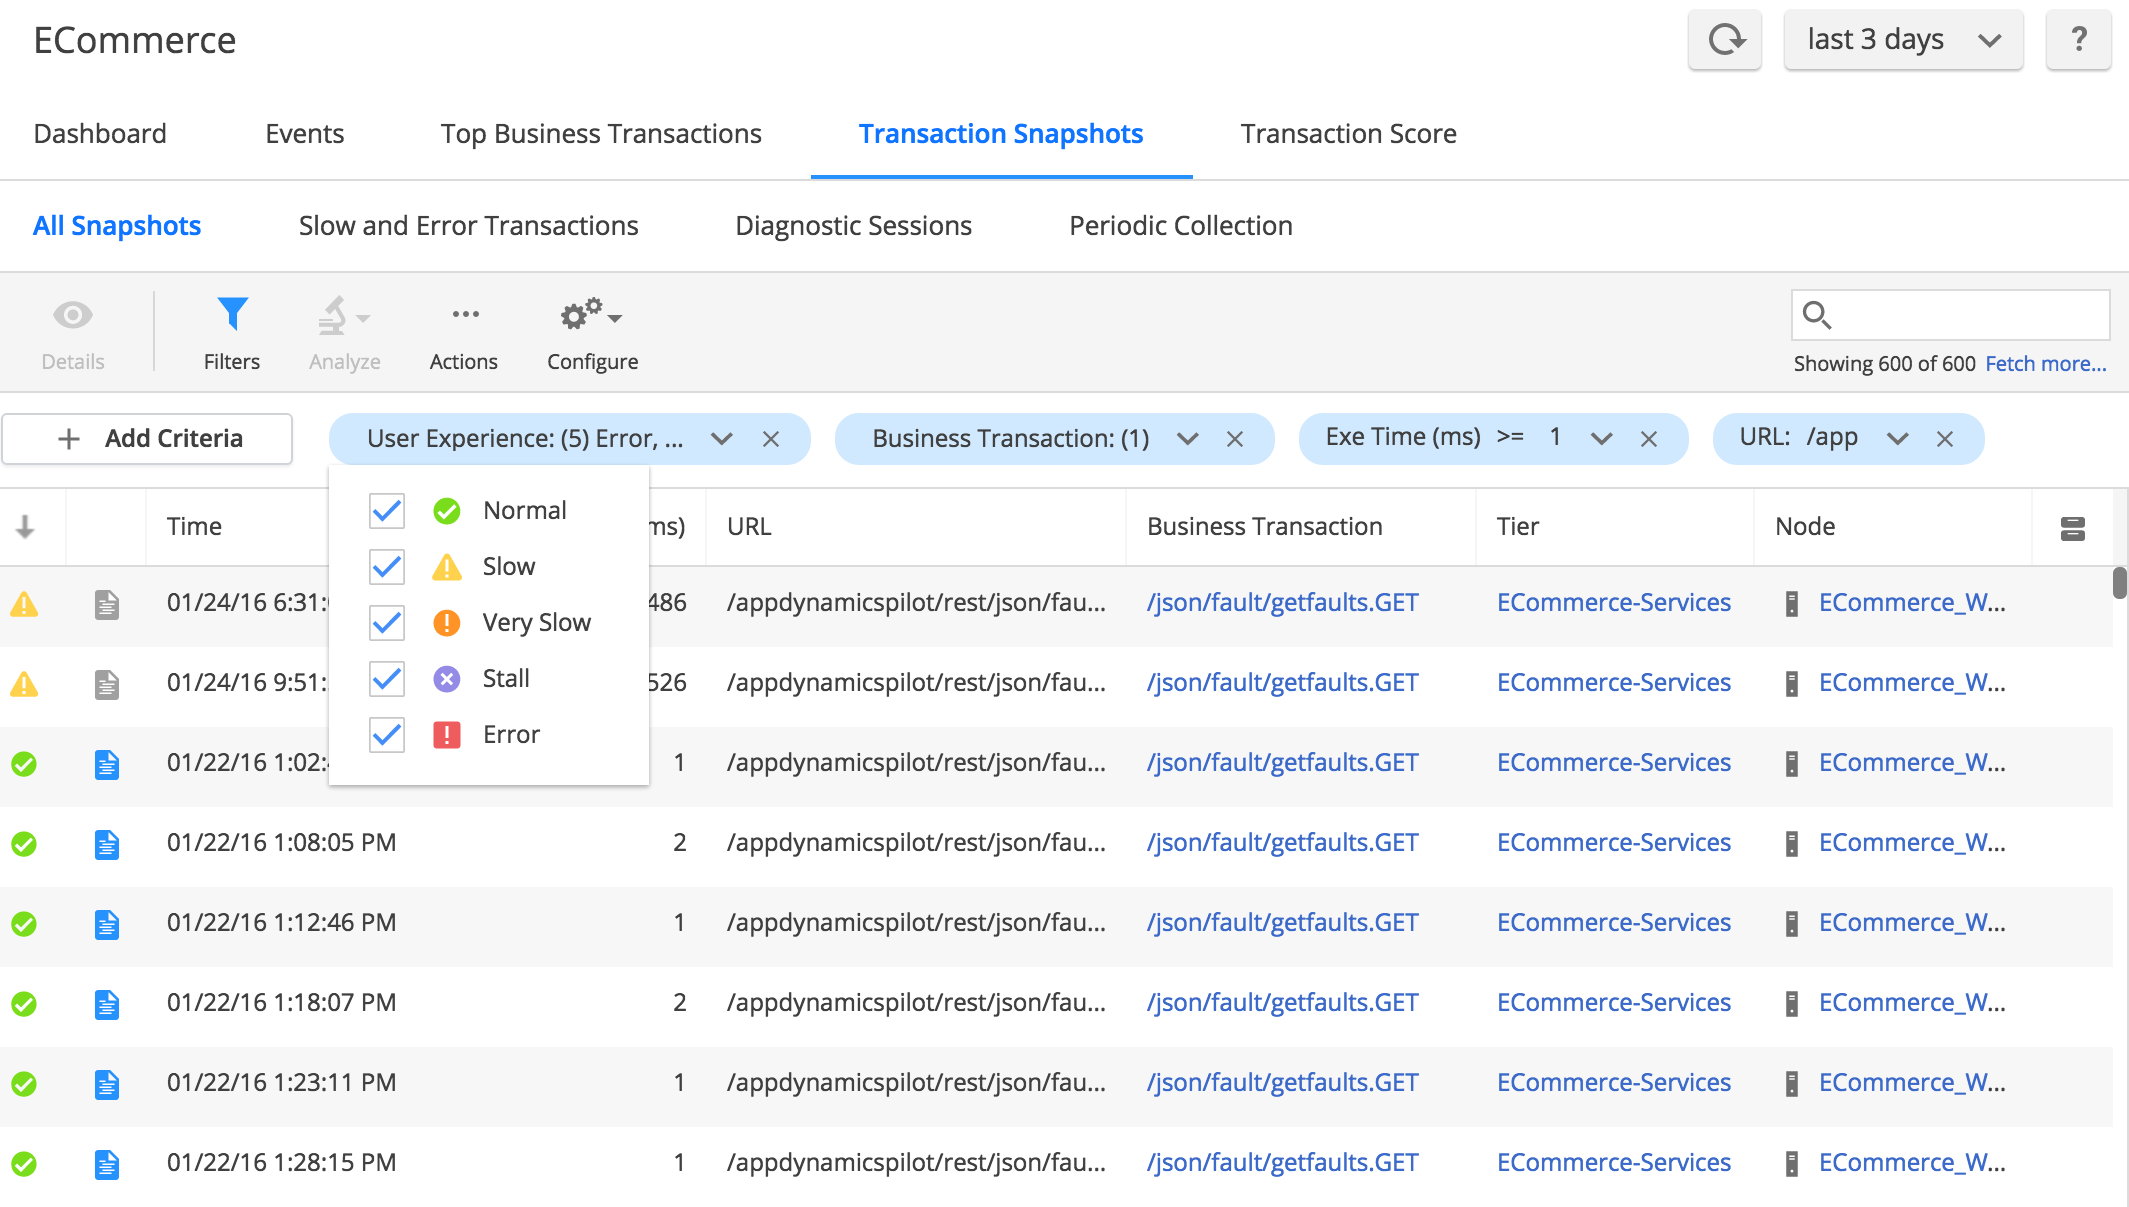 ECommerce
last 3 days
?
Dashboard Events Top Business Transactions Transaction Snapshots Transaction Score
All Snapshots Slow and Error Transactions Diagnostic Sessions Periodic Collection
Details Filters Analyze Actions Configure
Showing 600 of 600 Fetch more...
+ Add Criteria User Experience: (5) Error, ... Business Transaction: (1) Exe Time (ms) >= 1 URL: /app
Normal
Slow
Very Slow
Stall
Error
Time ms) URL Business Transaction Tier Node
01/24/16 6:31: 486 /appdynamicspilot/rest/json/fau... /json/fault/getfaults.GET ECommerce-Services ECommerce_W...
01/24/16 9:51: 526 /appdynamicspilot/rest/json/fau... /json/fault/getfaults.GET ECommerce-Services ECommerce_W...
01/22/16 1:02: 1 /appdynamicspilot/rest/json/fau... /json/fault/getfaults.GET ECommerce-Services ECommerce_W...
01/22/16 1:08:05 PM 2 /appdynamicspilot/rest/json/fau... /json/fault/getfaults.GET ECommerce-Services ECommerce_W...
01/22/16 1:12:46 PM 1 /appdynamicspilot/rest/json/fau... /json/fault/getfaults.GET ECommerce-Services ECommerce_W...
01/22/16 1:18:07 PM 2 /appdynamicspilot/rest/json/fau... /json/fault/getfaults.GET ECommerce-Services ECommerce_W...
01/22/16 1:23:11 PM 1 /appdynamicspilot/rest/json/fau... /json/fault/getfaults.GET ECommerce-Services ECommerce_W...
01/22/16 1:28:15 PM 1 /appdynamicspilot/rest/json/fau... /json/fault/getfaults.GET ECommerce-Services ECommerce_W...